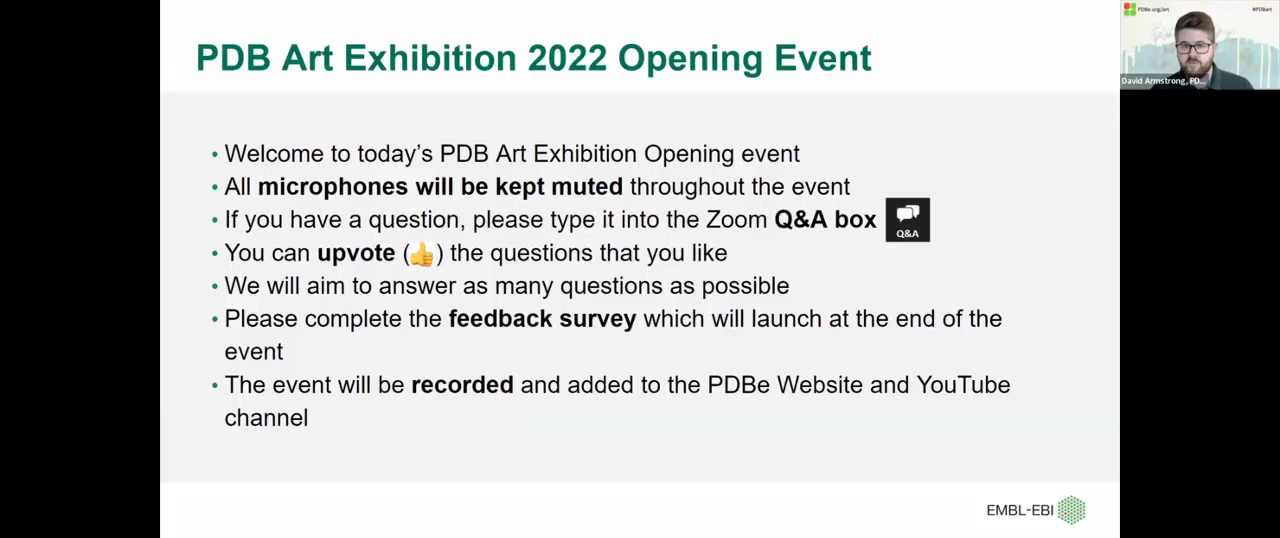 PDB Art Exhibition 2022 Opening Event
• Welcome to today’s PDB Art Exhibition Opening event
• All microphones will be kept muted throughout the event
• If you have a question, please type it into the Zoom Q&A box
Q&A
• You can upvote (👍) the questions that you like
• We will aim to answer as many questions as possible
• Please complete the feedback survey which will launch at the end of the
event
• The event will be recorded and added to the PDBe Website and YouTube
channel
EMBL-EBI
PDBe.org/art
#PDBart
David Armstrong, PD...